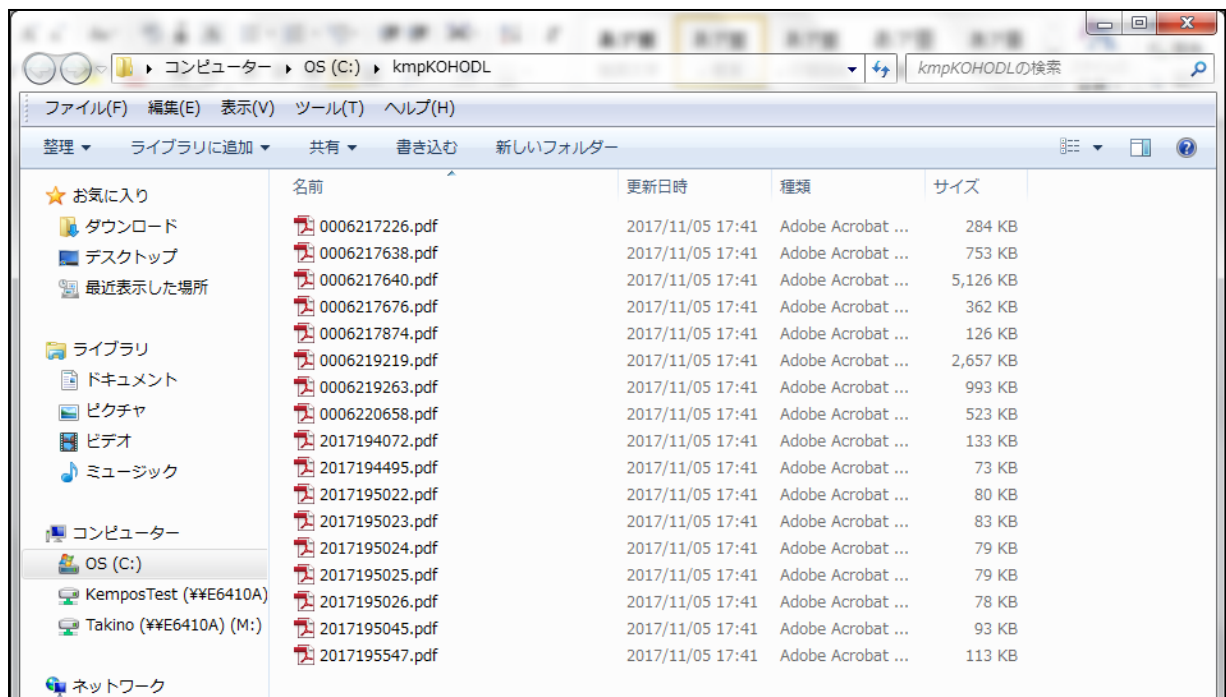 コンピューター ▸ OS (C:) ▸ kmpKOHODL
kmpKOHODLの検索
ファイル(F) 編集(E) 表示(V) ツール(T) ヘルプ(H)
整理 ライブラリに追加 共有 書き込む 新しいフォルダー
お気に入り
ダウンロード
デスクトップ
最近表示した場所
ライブラリ
ドキュメント
ピクチャ
ビデオ
ミュージック
コンピューター
OS (C:)
KemposTest (¥¥E6410A)
Takino (¥¥E6410A) (M:)
ネットワーク
名前 更新日時 種類 サイズ
0006217226.pdf 2017/11/05 17:41 Adobe Acrobat ... 284 KB
0006217638.pdf 2017/11/05 17:41 Adobe Acrobat ... 753 KB
0006217640.pdf 2017/11/05 17:41 Adobe Acrobat ... 5,126 KB
0006217676.pdf 2017/11/05 17:41 Adobe Acrobat ... 362 KB
0006217874.pdf 2017/11/05 17:41 Adobe Acrobat ... 126 KB
0006219219.pdf 2017/11/05 17:41 Adobe Acrobat ... 2,657 KB
0006219263.pdf 2017/11/05 17:41 Adobe Acrobat ... 993 KB
0006220658.pdf 2017/11/05 17:41 Adobe Acrobat ... 523 KB
2017194072.pdf 2017/11/05 17:41 Adobe Acrobat ... 133 KB
2017194495.pdf 2017/11/05 17:41 Adobe Acrobat ... 73 KB
2017195022.pdf 2017/11/05 17:41 Adobe Acrobat ... 80 KB
2017195023.pdf 2017/11/05 17:41 Adobe Acrobat ... 83 KB
2017195024.pdf 2017/11/05 17:41 Adobe Acrobat ... 79 KB
2017195025.pdf 2017/11/05 17:41 Adobe Acrobat ... 79 KB
2017195026.pdf 2017/11/05 17:41 Adobe Acrobat ... 78 KB
2017195045.pdf 2017/11/05 17:41 Adobe Acrobat ... 93 KB
2017195547.pdf 2017/11/05 17:41 Adobe Acrobat ... 113 KB